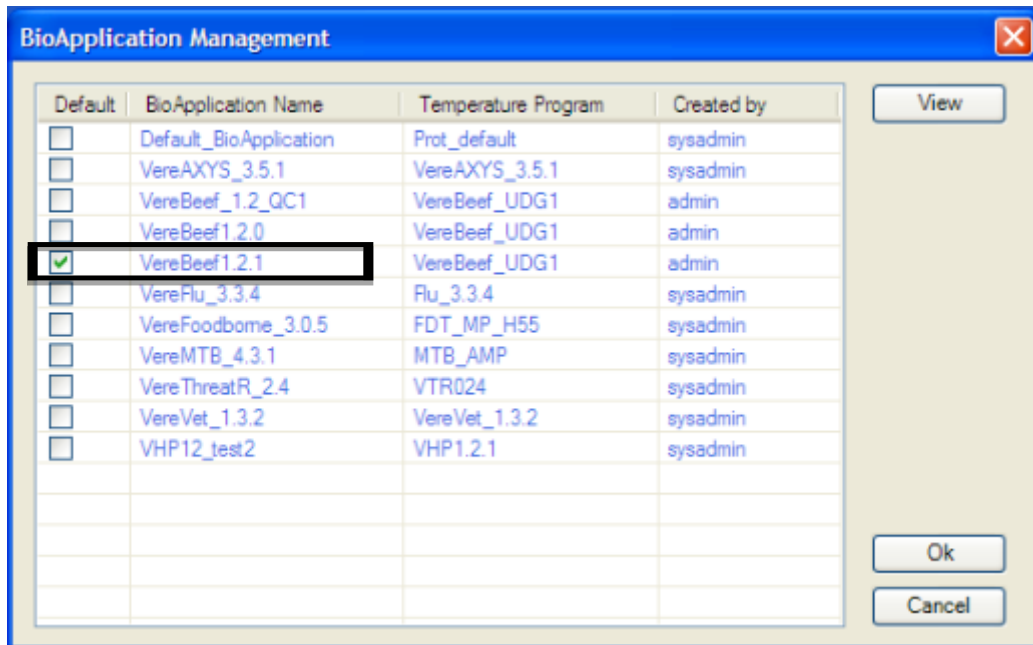 BioApplication Management
Default BioApplication Name Temperature Program Created by View
Default_BioApplication Prot_default sysadmin
VereAXYS_3.5.1 VereAXYS_3.5.1 sysadmin
VereBeef_1.2_QC1 VereBeef_UDG1 admin
VereBeef1.2.0 VereBeef_UDG1 admin
VereBeef1.2.1 VereBeef_UDG1 admin
VereFlu_3.3.4 Flu_3.3.4 sysadmin
VereFoodborne_3.0.5 FDT_MP_H55 sysadmin
VereMTB_4.3.1 MTB_AMP sysadmin
VereThreatR_2.4 VTR024 sysadmin
VereVet_1.3.2 VereVet_1.3.2 sysadmin
VHP12_test2 VHP1.2.1 sysadmin
Ok
Cancel